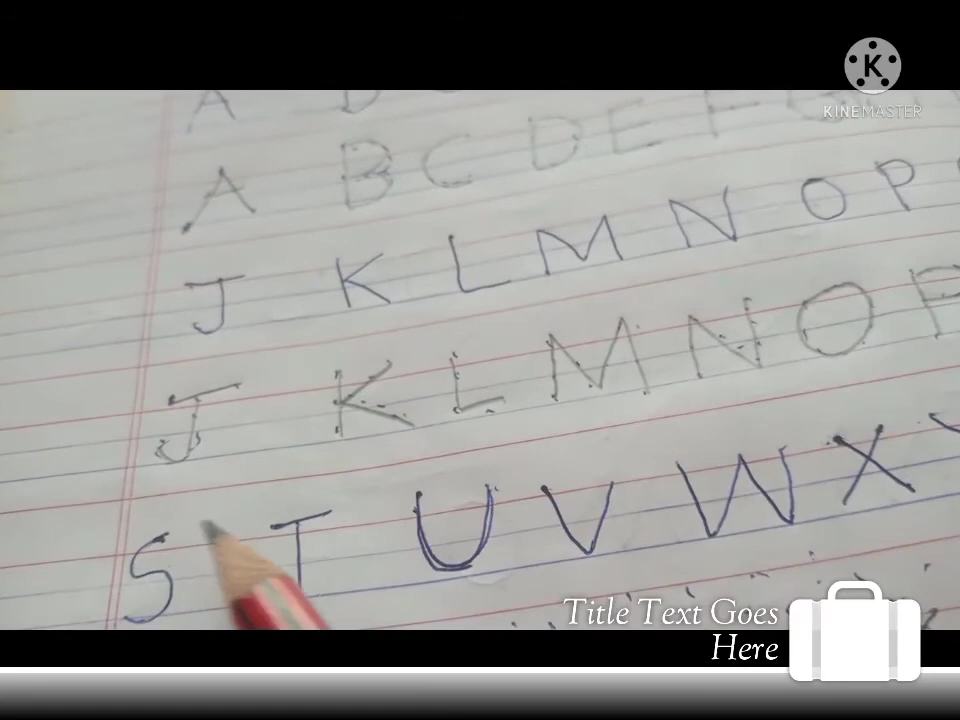 KINEMASTER
A B
A B C D E F G
J K L M N O P
J K L M N O P
S T U V W X
Title Text Goes
Here